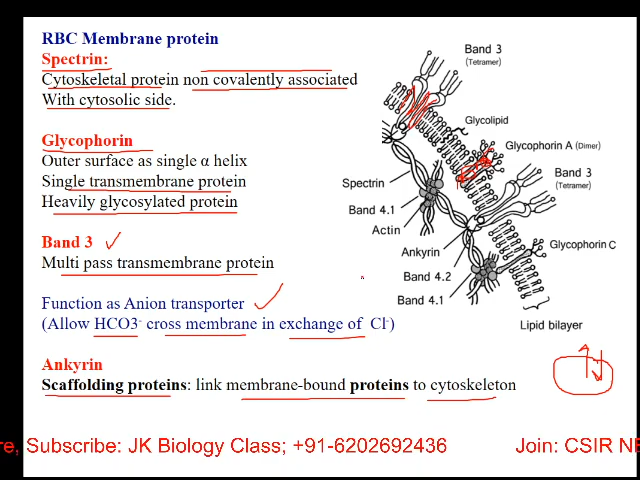 RBC Membrane protein
Spectrin:
Cytoskeletal protein non covalently associated
With cytosolic side.
Glycophorin
Outer surface as single α helix
Single transmembrane protein
Heavily glycosylated protein
Band 3
Multi pass transmembrane protein
Function as Anion transporter
(Allow HCO3⁻ cross membrane in exchange of Cl⁻)
Ankyrin
Scaffolding proteins: link membrane-bound proteins to cytoskeleton
Band 3
(Tetramer)
Glycolipid
Glycophorin A (Dimer)
Band 3
(Tetramer)
Spectrin
Band 4.1
Actin
Ankyrin
Glycophorin C
Band 4.2
Band 4.1
Lipid bilayer
re, Subscribe: JK Biology Class; +91-6202692436 Join: CSIR NE